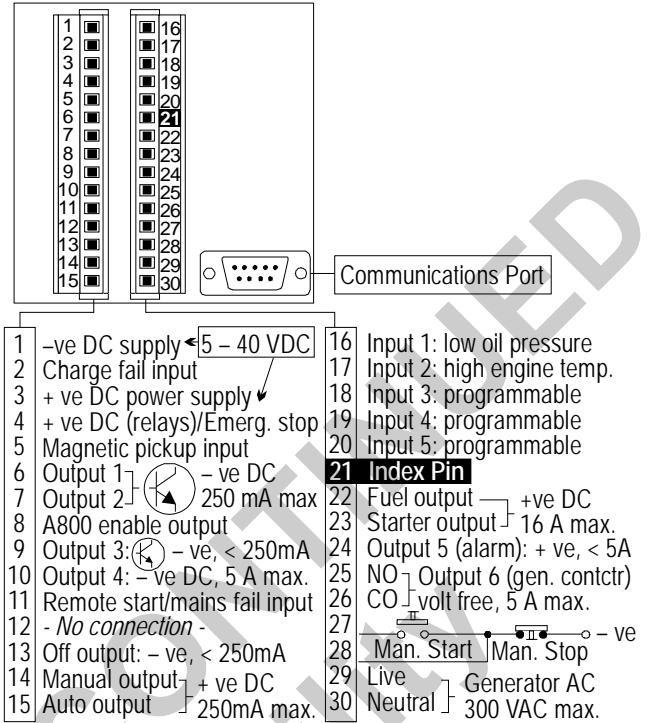 1 16
2 17
3 18
4 19
5 20
6 21
7 22
8 23
9 24
10 25
11 26
12 27
13 28
14 29
15 30
Communications Port
1 –ve DC supply 5 – 40 VDC
2 Charge fail input
3 + ve DC power supply
4 + ve DC (relays)/Emerg. stop
5 Magnetic pickup input
6 Output 1 – ve DC
7 Output 2 250 mA max
8 A800 enable output
9 Output 3: – ve, < 250mA
10 Output 4: – ve DC, 5 A max.
11 Remote start/mains fail input
12 - No connection -
13 Off output: – ve, < 250mA
14 Manual output + ve DC
15 Auto output 250mA max.
16 Input 1: low oil pressure
17 Input 2: high engine temp.
18 Input 3: programmable
19 Input 4: programmable
20 Input 5: programmable
21 Index Pin
22 Fuel output +ve DC
23 Starter output 16 A max.
24 Output 5 (alarm): + ve, < 5A
25 NO Output 6 (gen. contctr)
26 CO volt free, 5 A max.
27 – ve
28 Man. Start Man. Stop
29 Live Generator AC
30 Neutral 300 VAC max.